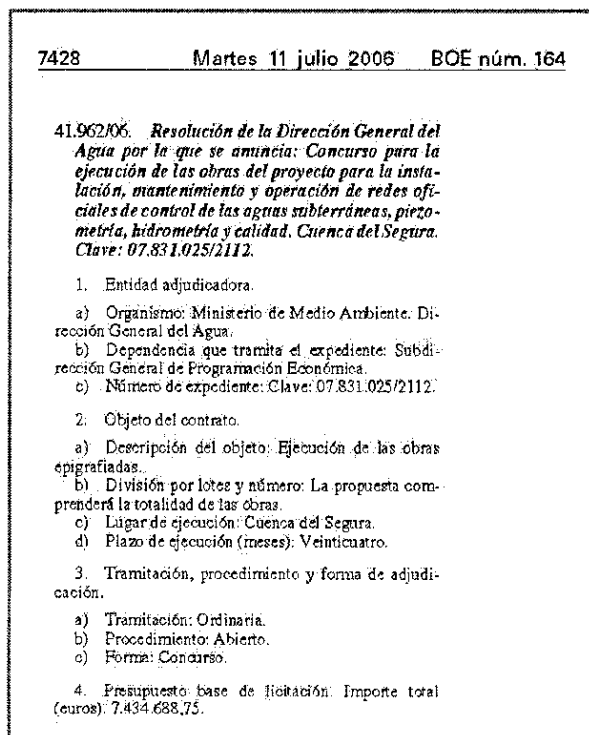 7428 Martes 11 julio 2006 BOE núm. 164
41.962/06. Resolución de la Dirección General del
Agua por la que se anuncia: Concurso para la
ejecución de las obras del proyecto para la insta-
lación, mantenimiento y operación de redes ofi-
ciales de control de las aguas subterráneas, piezo-
metría, hidrometría y calidad. Cuenca del Segura.
Clave: 07.831.025/2112.
1. Entidad adjudicadora.
a) Organismo: Ministerio de Medio Ambiente. Di-
rección General del Agua.
b) Dependencia que tramita el expediente: Subdi-
rección General de Programación Económica.
c) Número de expediente: Clave: 07.831.025/2112.
2. Objeto del contrato.
a) Descripción del objeto: Ejecución de las obras
epigrafiadas.
b) División por lotes y número: La propuesta com-
prenderá la totalidad de las obras.
c) Lugar de ejecución: Cuenca del Segura.
d) Plazo de ejecución (meses): Veinticuatro.
3. Tramitación, procedimiento y forma de adjudi-
cación.
a) Tramitación: Ordinaria.
b) Procedimiento: Abierto.
c) Forma: Concurso.
4. Presupuesto base de licitación. Importe total
(euros): 7.434.688,75.